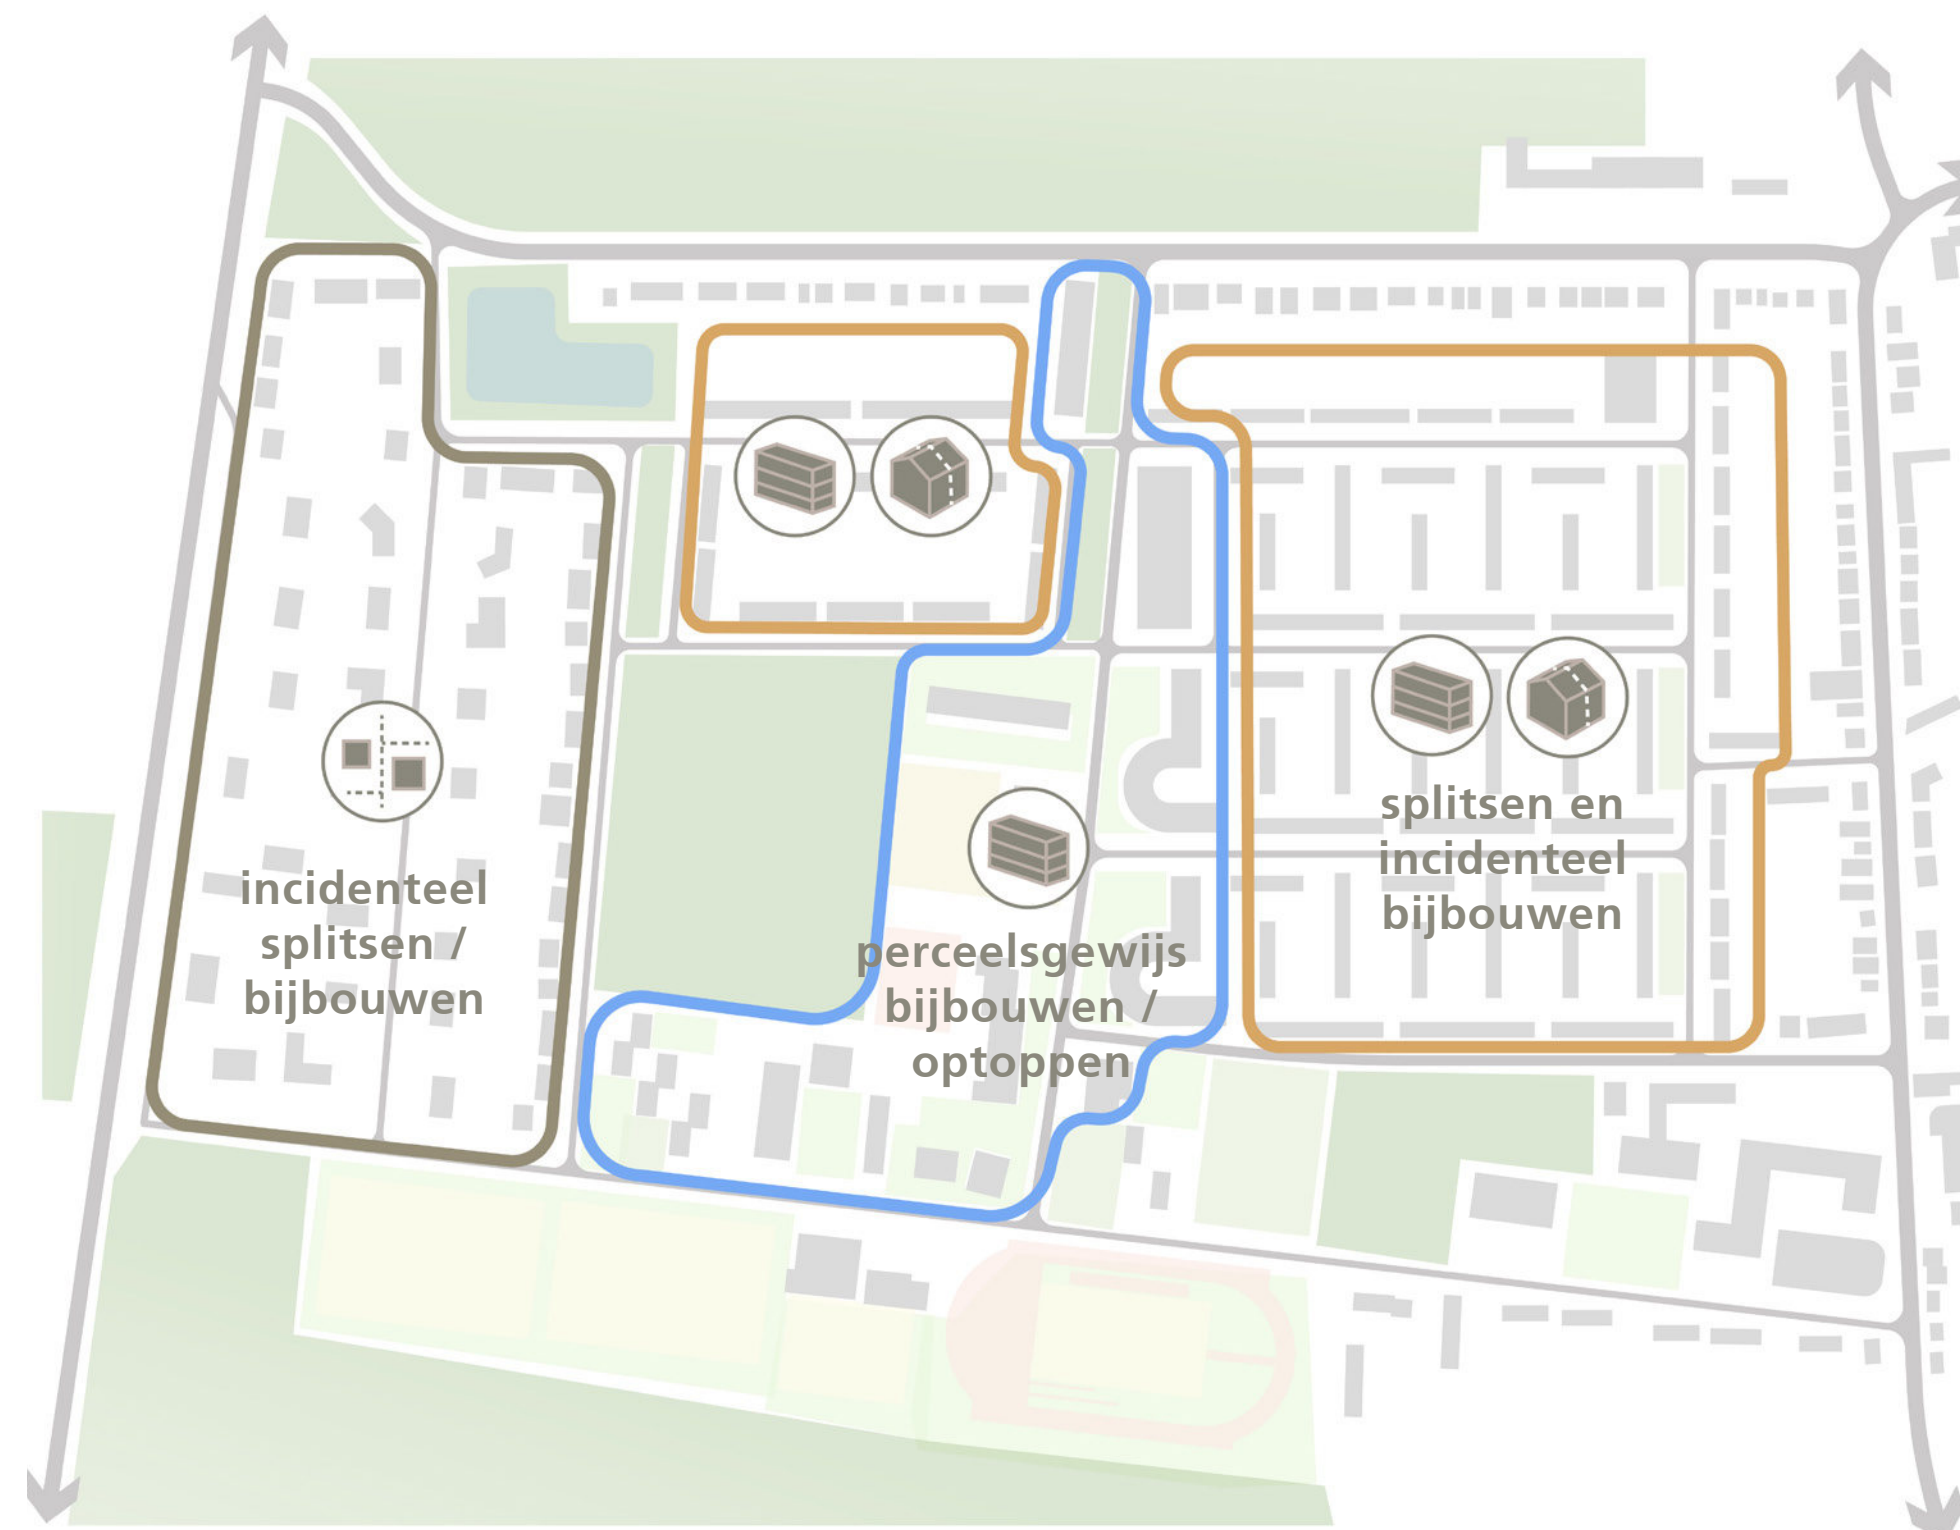 incidenteel
splitsen /
bijbouwen
perceelsgewijs
bijbouwen /
optoppen
splitsen en
incidenteel
bijbouwen